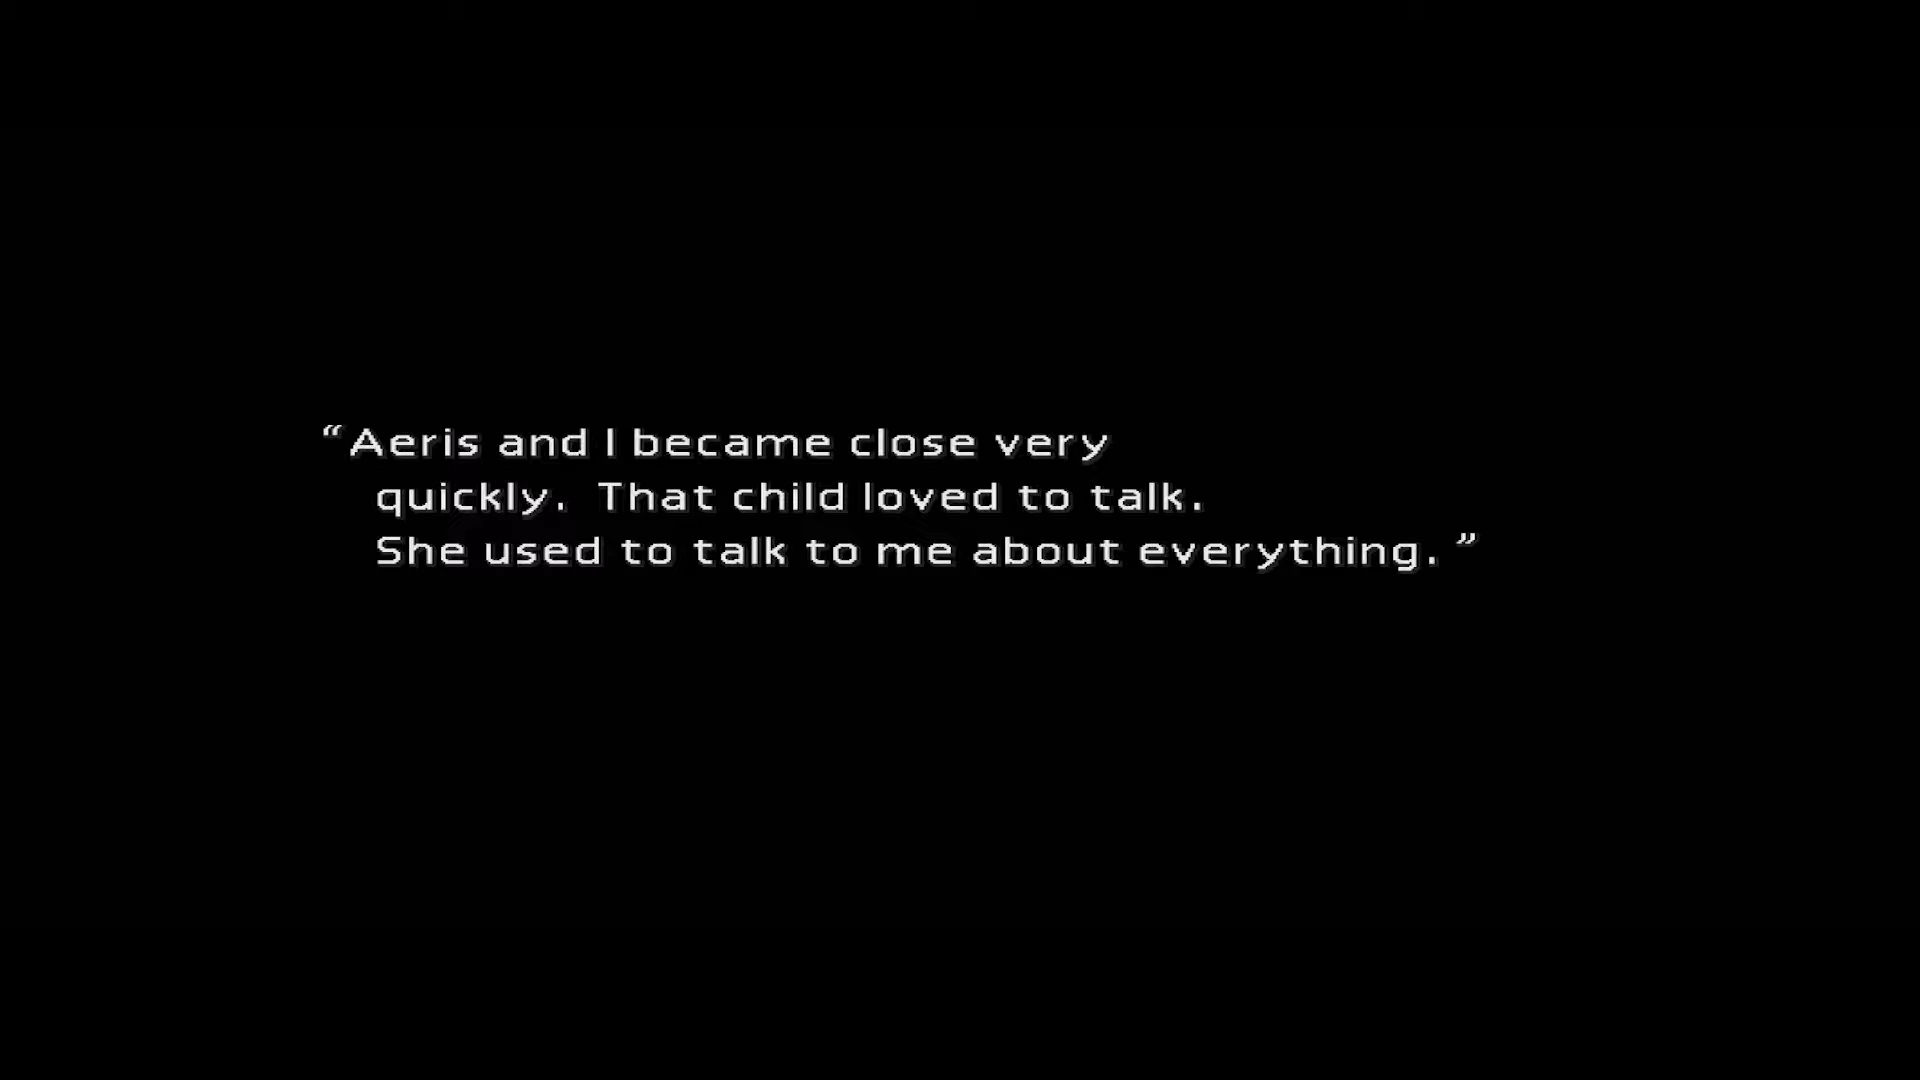 “Aeris and I became close very
quickly.  That child loved to talk.
She used to talk to me about everything. ”